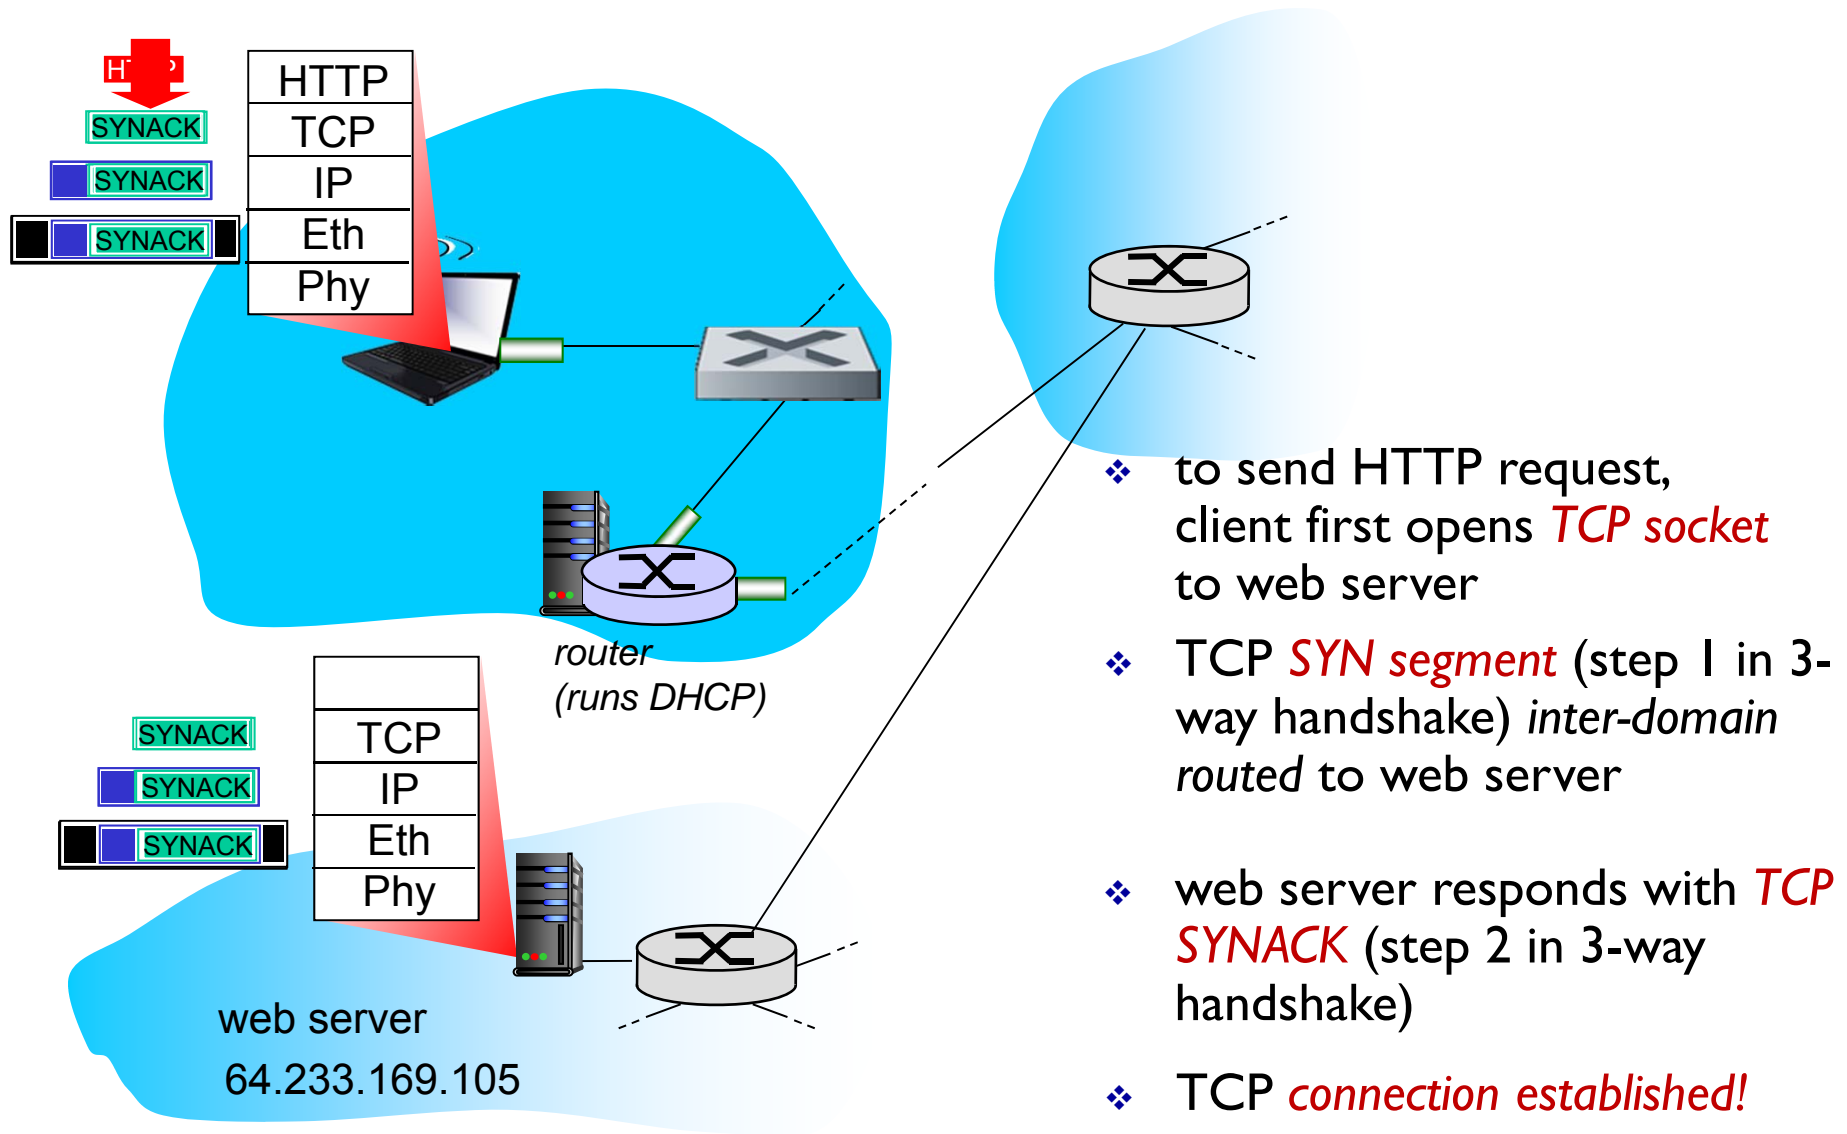 HTTP
SYNACK
SYNACK
SYNACK
HTTP
TCP
IP
Eth
Phy
router
(runs DHCP)
SYNACK
SYNACK
SYNACK
TCP
IP
Eth
Phy
web server
64.233.169.105
to send HTTP request,
client first opens TCP socket
to web server
TCP SYN segment (step 1 in 3-
way handshake) inter-domain
routed to web server
web server responds with TCP
SYNACK (step 2 in 3-way
handshake)
TCP connection established!